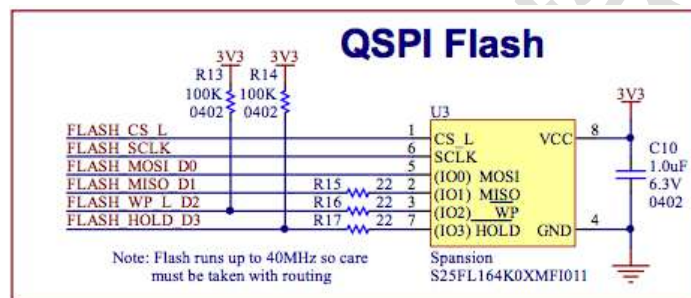 QSPI Flash
3V3 3V3
R13 R14
100K 100K
0402 0402
3V3
U3
FLASH_CS_L 1 CS_L VCC 8
FLASH_SCLK 6 SCLK
FLASH_MOSI_D0 5 (IO0) MOSI
FLASH_MISO_D1 R15 22 2 (IO1) MISO
FLASH_WP_L_D2 R16 22 3 (IO2) WP
FLASH_HOLD_D3 R17 22 7 (IO3) HOLD GND 4
C10
1.0uF
6.3V
0402
Note: Flash runs up to 40MHz so care
must be taken with routing
Spansion
S25FL164K0XMFI011